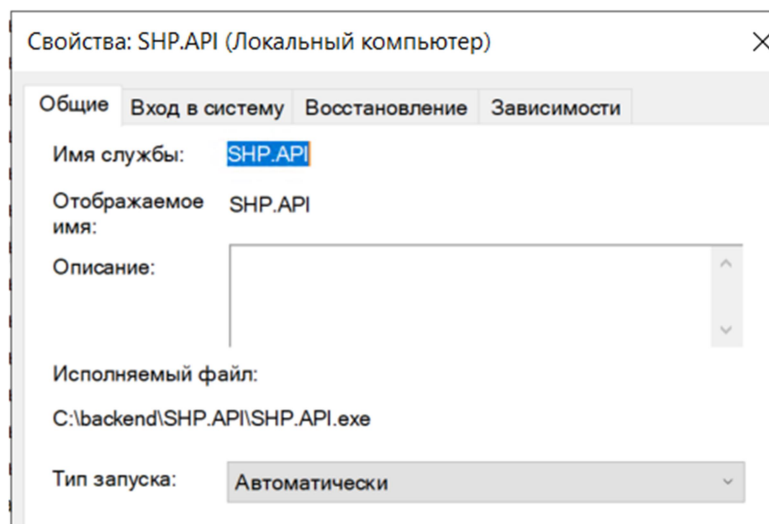 Свойства: SHP.API (Локальный компьютер)
Общие Вход в систему Восстановление Зависимости
Имя службы: SHP.API
Отображаемое имя: SHP.API
Описание:
Исполняемый файл:
C:\backend\SHP.API\SHP.API.exe
Тип запуска: Автоматически